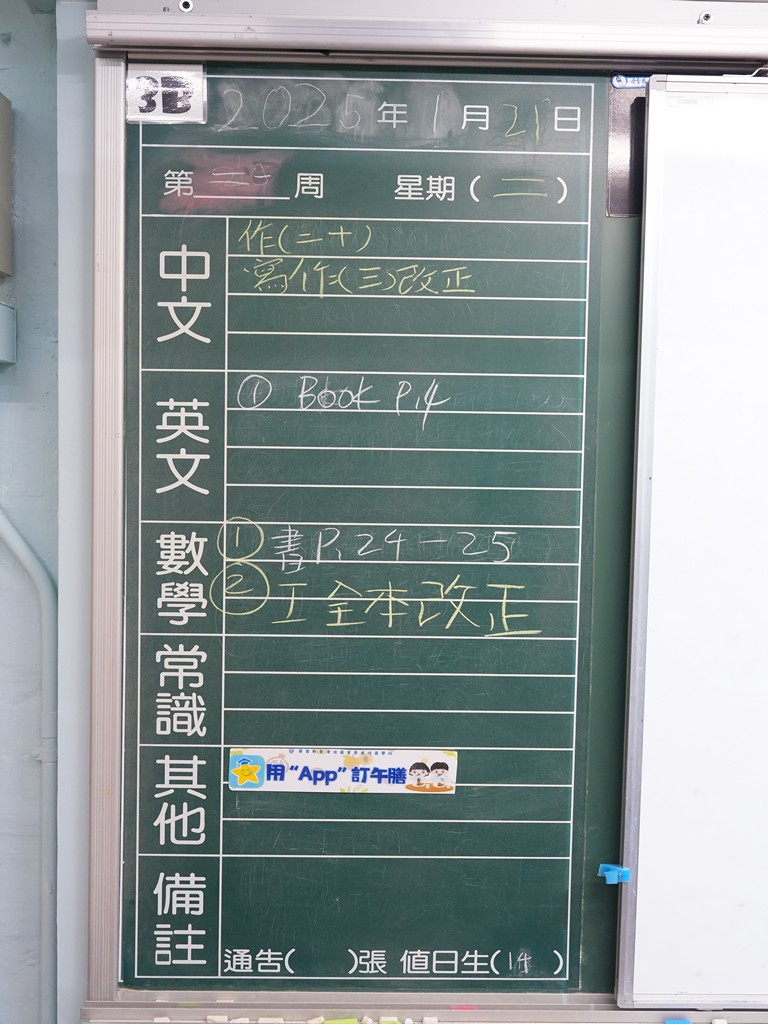 3B
2025年1月21日
第二十周 星期(二)
中文
作(二十)
寫作(三)改正
英文
① Book P.4
數學
① 書P.24-25
② 工全本改正
常識
其他
用“App”訂午膳
備註
通告( )張 值日生(14 )